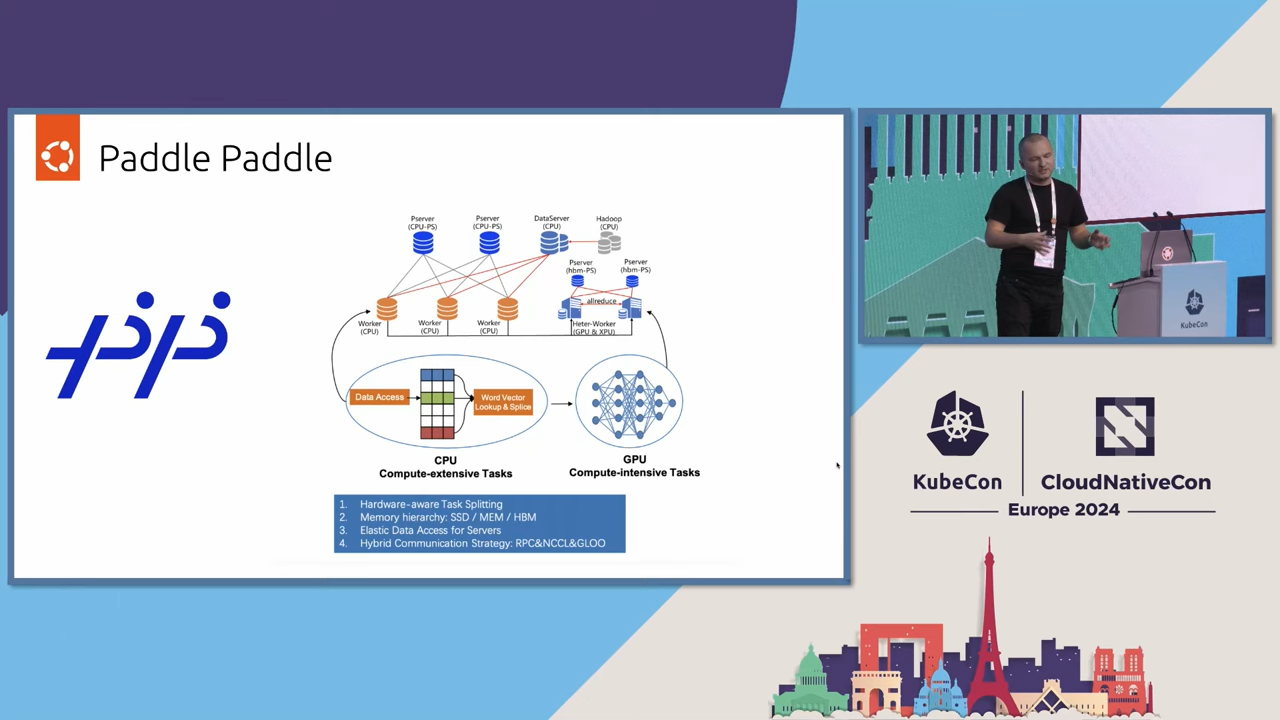 Paddle Paddle
Pserver
(CPU-PS)
Pserver
(CPU-PS)
DataServer
(CPU)
Hadoop
(CPU)
Pserver
(hbm-PS)
Pserver
(hbm-PS)
allreduce
Worker
(CPU)
Worker
(CPU)
Worker
(CPU)
Heter-Worker
(GPU & XPU)
Data Access
Word Vector
Lookup & Splice
CPU
Compute-extensive Tasks
GPU
Compute-intensive Tasks
1. Hardware-aware Task Splitting
2. Memory hierarchy: SSD / MEM / HBM
3. Elastic Data Access for Servers
4. Hybrid Communication Strategy: RPC&NCCL&GLOO
KubeCon
KubeCon
CloudNativeCon
Europe 2024